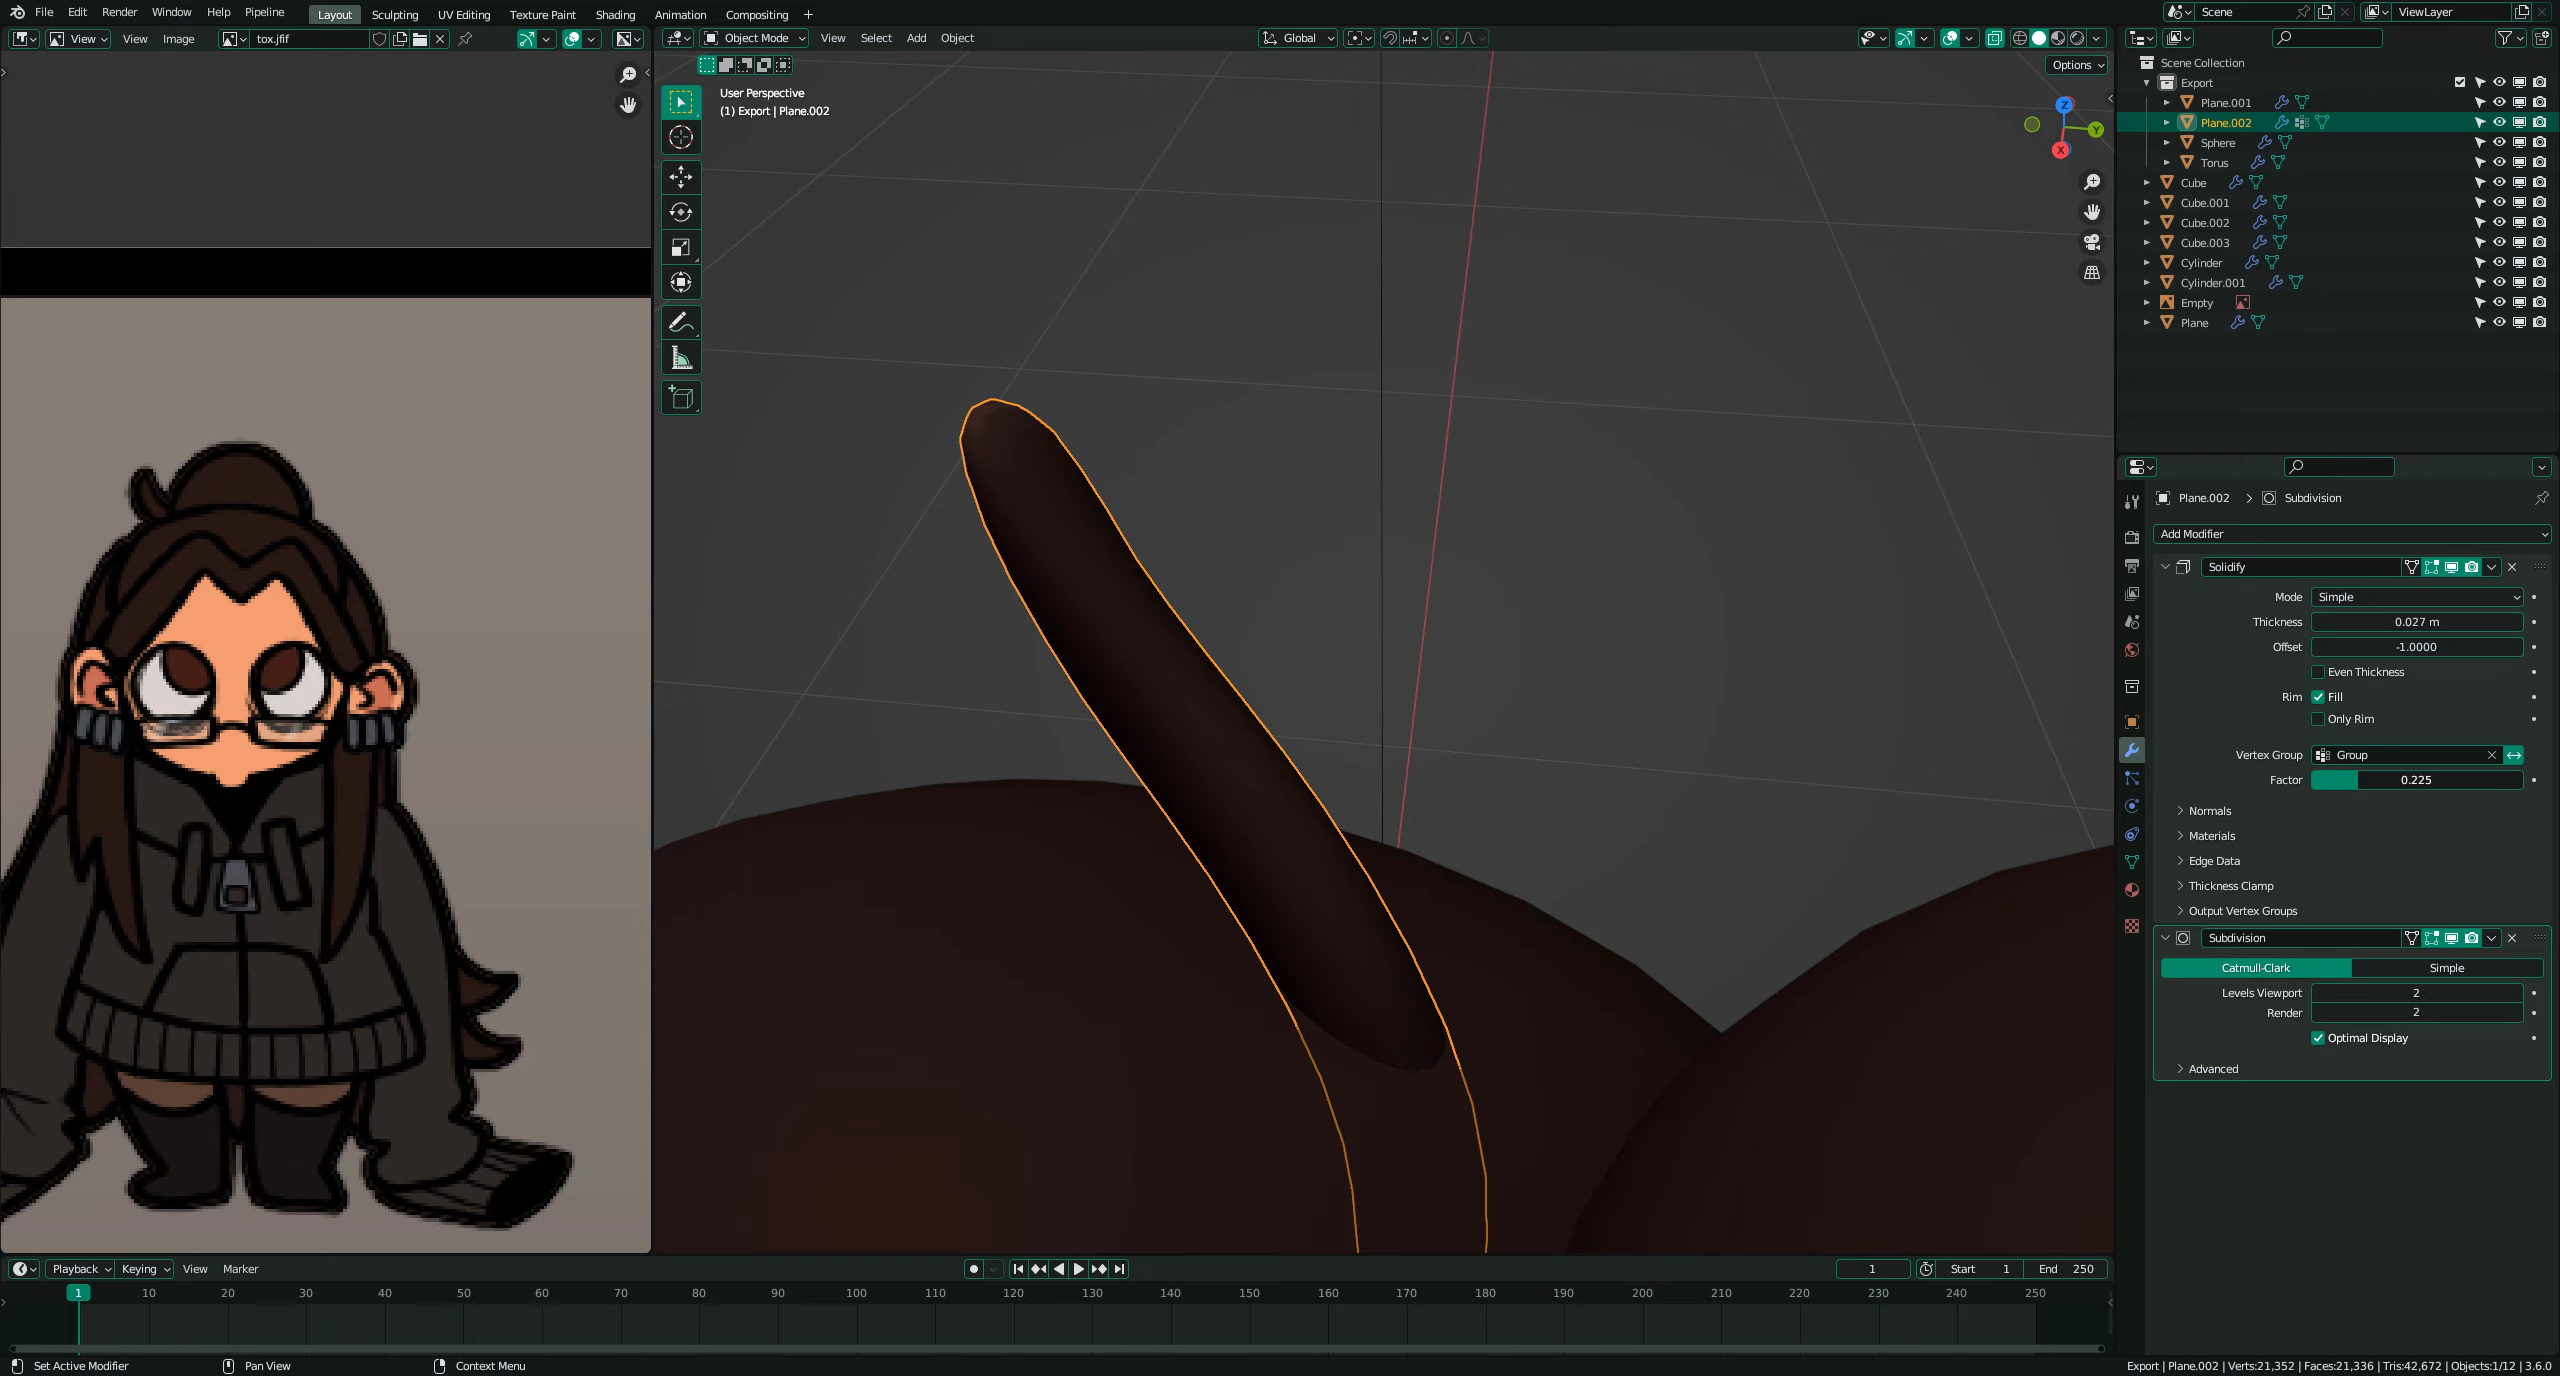 File Edit Render Window Help Pipeline Layout Sculpting UV Editing Texture Paint Shading Animation Compositing + Scene ViewLayer
View View Image tox.jfif Object Mode View Select Add Object Global
Options
User Perspective
(1) Export | Plane.002
Z
Y
X
Scene Collection
Export
Plane.001
Plane.002
Sphere
Torus
Cube
Cube.001
Cube.002
Cube.003
Cylinder
Cylinder.001
Empty
Plane
Plane.002 Subdivision
Add Modifier
Solidify
Mode Simple
Thickness 0.027 m
Offset -1.0000
Even Thickness
Rim Fill
Only Rim
Vertex Group Group
Factor 0.225
Normals
Materials
Edge Data
Thickness Clamp
Output Vertex Groups
Subdivision
Catmull-Clark Simple
Levels Viewport 2
Render 2
Optimal Display
Advanced
Playback Keying View Marker 1 Start 1 End 250
1 10 20 30 40 50 60 70 80 90 100 110 120 130 140 150 160 170 180 190 200 210 220 230 240 250
Set Active Modifier Pan View Context Menu Export | Plane.002 | Verts:21,352 | Faces:21,336 | Tris:42,672 | Objects:1/12 | 3.6.0